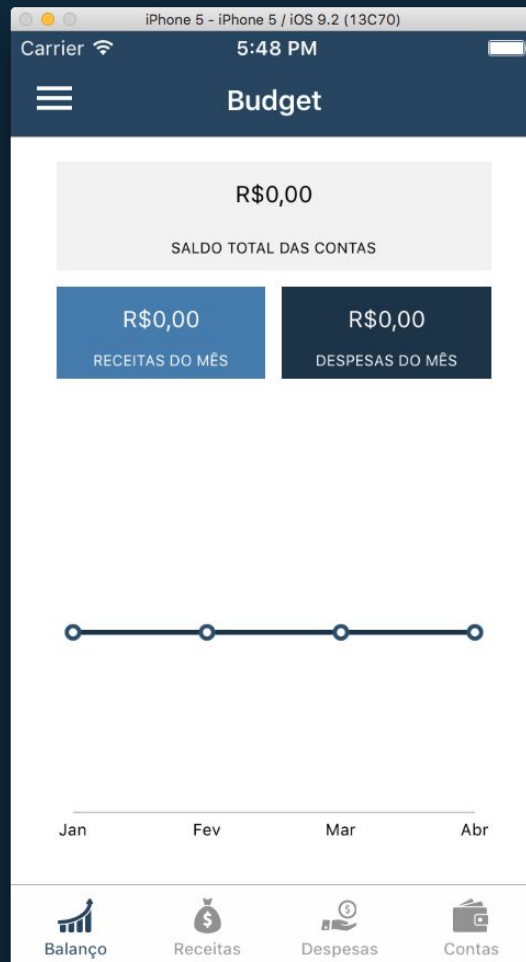 iPhone 5 - iPhone 5 / iOS 9.2 (13C70)
Carrier 5:48 PM
Budget
R$0,00
SALDO TOTAL DAS CONTAS
R$0,00 R$0,00
RECEITAS DO MÊS DESPESAS DO MÊS
Jan Fev Mar Abr
Balanço Receitas Despesas Contas